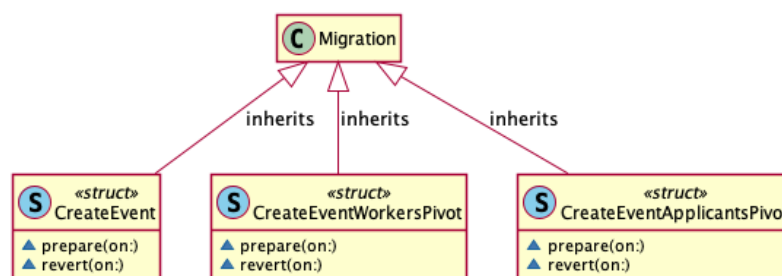 C Migration
inherits inherits inherits
S «struct» CreateEvent
prepare(on:)
revert(on:)
S «struct» CreateEventWorkersPivot
prepare(on:)
revert(on:)
S «struct» CreateEventApplicantsPivot
prepare(on:)
revert(on:)